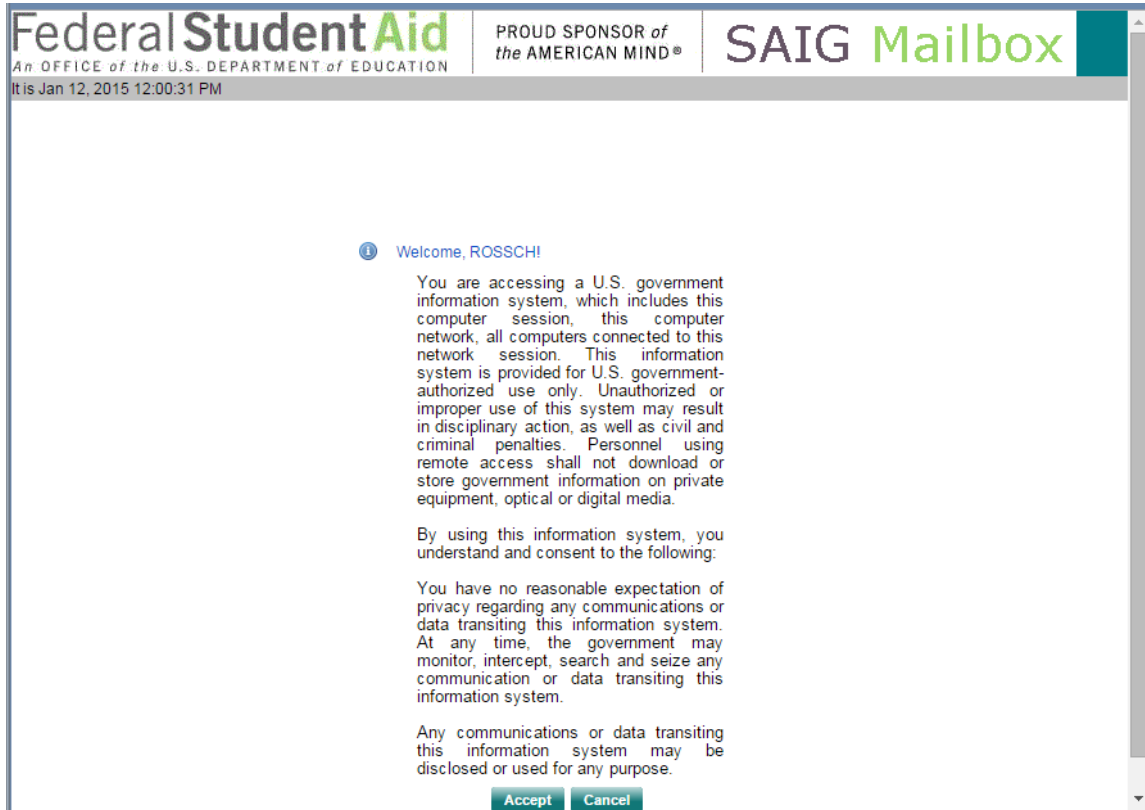 Federal Student Aid
An OFFICE of the U.S. DEPARTMENT of EDUCATION
PROUD SPONSOR of
the AMERICAN MIND ®
SAIG Mailbox
It is Jan 12, 2015 12:00:31 PM
Welcome, ROSSCH!
You are accessing a U.S. government
information system, which includes this
computer session, this computer
network, all computers connected to this
network session. This information
system is provided for U.S. government-
authorized use only. Unauthorized or
improper use of this system may result
in disciplinary action, as well as civil and
criminal penalties. Personnel using
remote access shall not download or
store government information on private
equipment, optical or digital media.
By using this information system, you
understand and consent to the following:
You have no reasonable expectation of
privacy regarding any communications or
data transiting this information system.
At any time, the government may
monitor, intercept, search and seize any
communication or data transiting this
information system.
Any communications or data transiting
this information system may be
disclosed or used for any purpose.
Accept Cancel